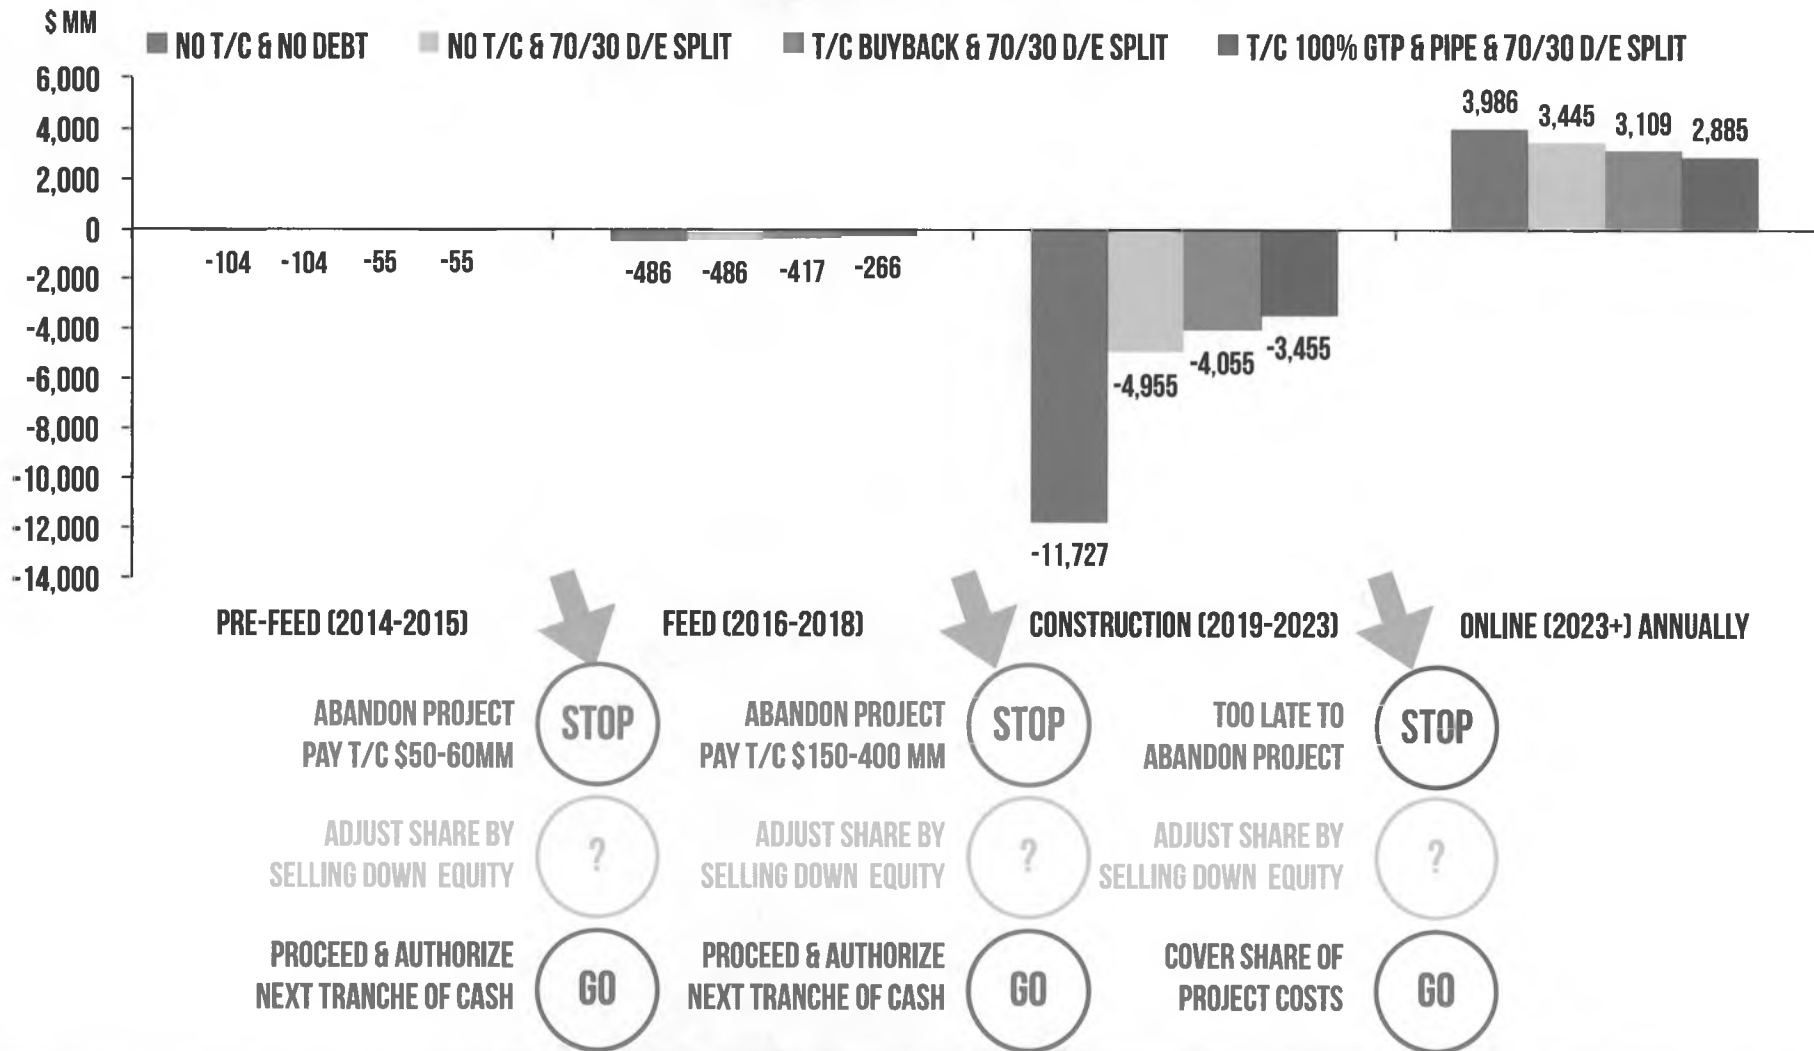 $ MM
NO T/C & NO DEBT
NO T/C & 70/30 D/E SPLIT
T/C BUYBACK & 70/30 D/E SPLIT
T/C 100% GTP & PIPE & 70/30 D/E SPLIT
6,000
4,000
2,000
0
-2,000
-4,000
-6,000
-8,000
-10,000
-12,000
-14,000
-104 -104 -55 -55
-486 -486 -417 -266
-11,727
-4,955
-4,055
-3,455
3,986
3,445
3,109
2,885
PRE-FEED (2014-2015)
FEED (2016-2018)
CONSTRUCTION (2019-2023)
ONLINE (2023+) ANNUALLY
ABANDON PROJECT
PAY T/C $50-60MM
STOP
ABANDON PROJECT
PAY T/C $150-400 MM
STOP
TOO LATE TO
ABANDON PROJECT
STOP
ADJUST SHARE BY
SELLING DOWN EQUITY
?
ADJUST SHARE BY
SELLING DOWN EQUITY
?
ADJUST SHARE BY
SELLING DOWN EQUITY
?
PROCEED & AUTHORIZE
NEXT TRANCHE OF CASH
GO
PROCEED & AUTHORIZE
NEXT TRANCHE OF CASH
GO
COVER SHARE OF
PROJECT COSTS
GO